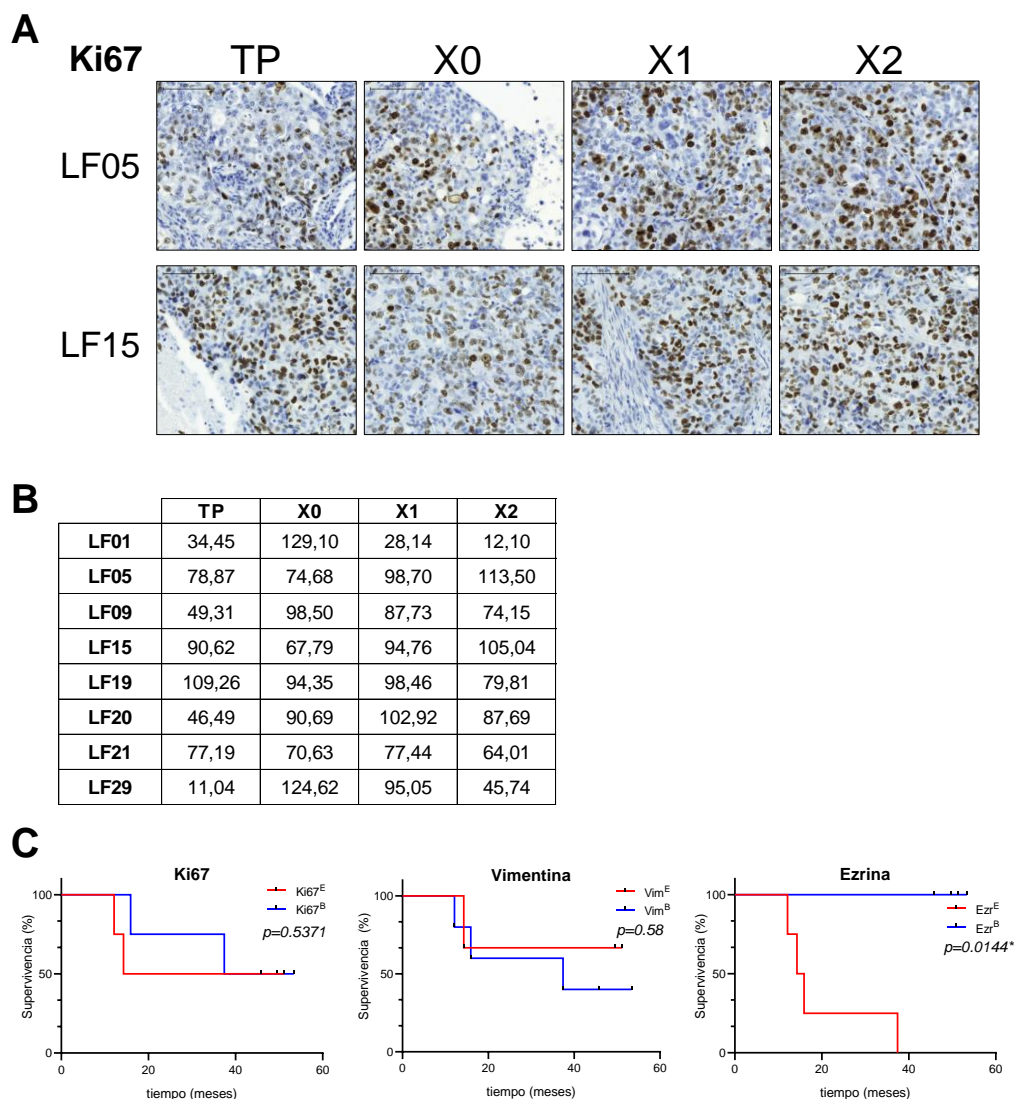 A
Ki67 TP X0 X1 X2
LF05
LF15
B
TP X0 X1 X2
LF01 34,45 129,10 28,14 12,10
LF05 78,87 74,68 98,70 113,50
LF09 49,31 98,50 87,73 74,15
LF15 90,62 67,79 94,76 105,04
LF19 109,26 94,35 98,46 79,81
LF20 46,49 90,69 102,92 87,69
LF21 77,19 70,63 77,44 64,01
LF29 11,04 124,62 95,05 45,74
C
Ki67
Supervivencia (%)
100
50
0
0 20 40 60
tiempo (meses)
Ki67^E
Ki67^B
p=0.5371
Vimentina
Supervivencia (%)
100
50
0
0 20 40 60
tiempo (meses)
Vim^E
Vim^B
p=0.58
Ezrina
Supervivencia (%)
100
50
0
0 20 40 60
tiempo (meses)
Ezr^E
Ezr^B
p=0.0144*